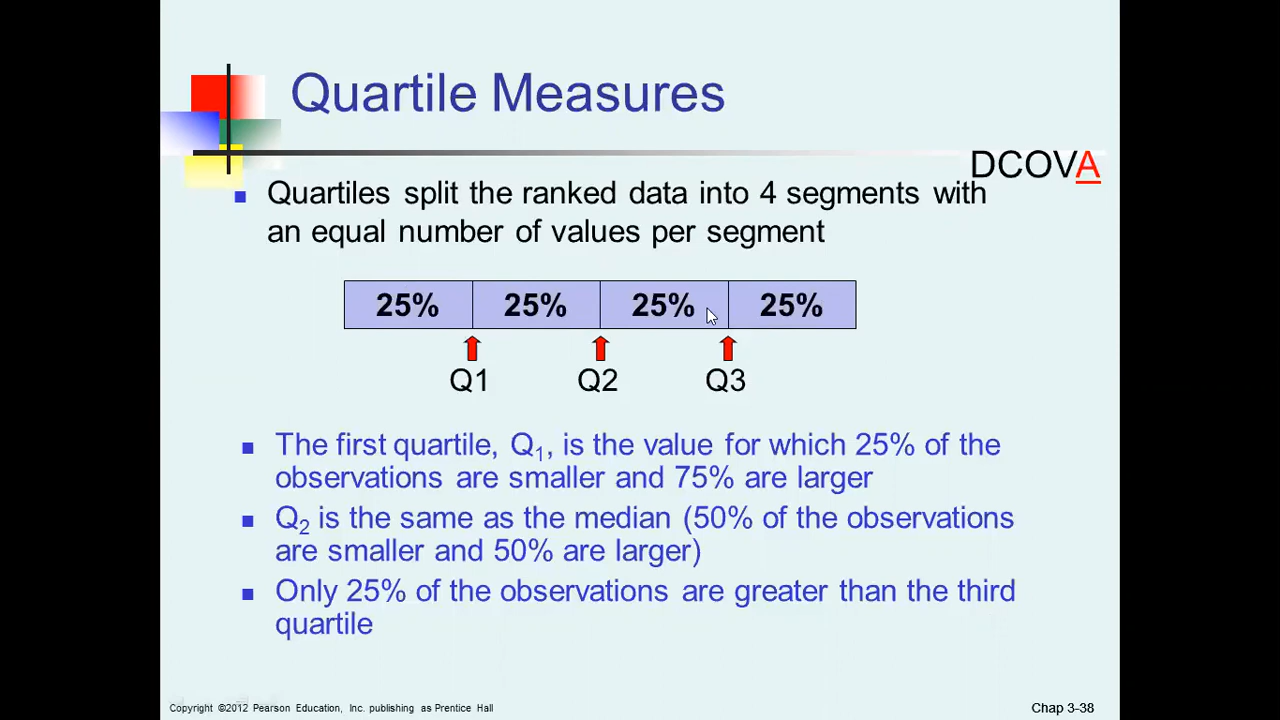 Quartile Measures
DCOVA
Quartiles split the ranked data into 4 segments with
an equal number of values per segment
25% 25% 25% 25%
Q1 Q2 Q3
The first quartile, Q1, is the value for which 25% of the
observations are smaller and 75% are larger
Q2 is the same as the median (50% of the observations
are smaller and 50% are larger)
Only 25% of the observations are greater than the third
quartile
Copyright ©2012 Pearson Education, Inc. publishing as Prentice Hall
Chap 3-38